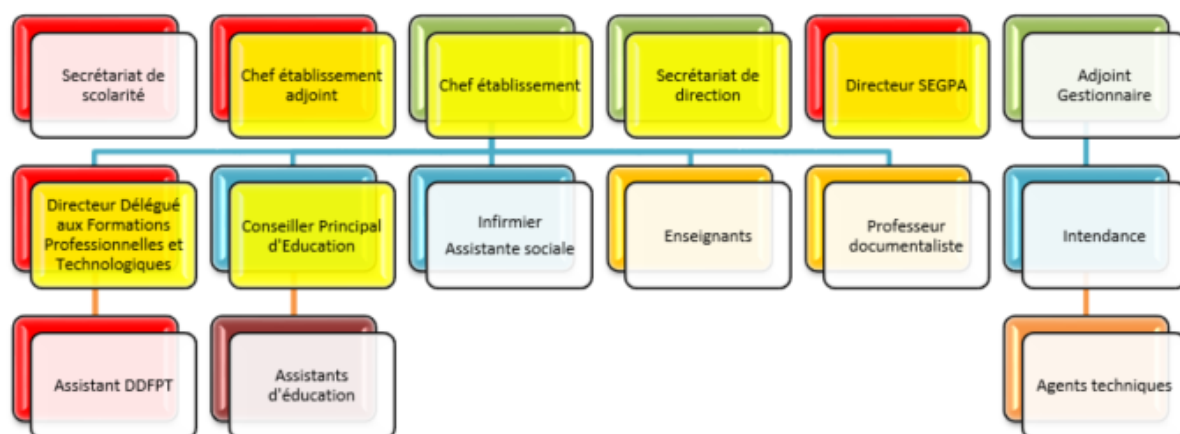 Secrétariat de
scolarité
Chef établissement
adjoint
Chef établissement
Secrétariat de
direction
Directeur SEGPA
Adjoint
Gestionnaire
Directeur Délégué
aux Formations
Professionnelles et
Technologiques
Conseiller Principal
d'Education
Infirmier
Assistante sociale
Enseignants
Professeur
documentaliste
Intendance
Assistant DDFPT
Assistants
d'éducation
Agents techniques